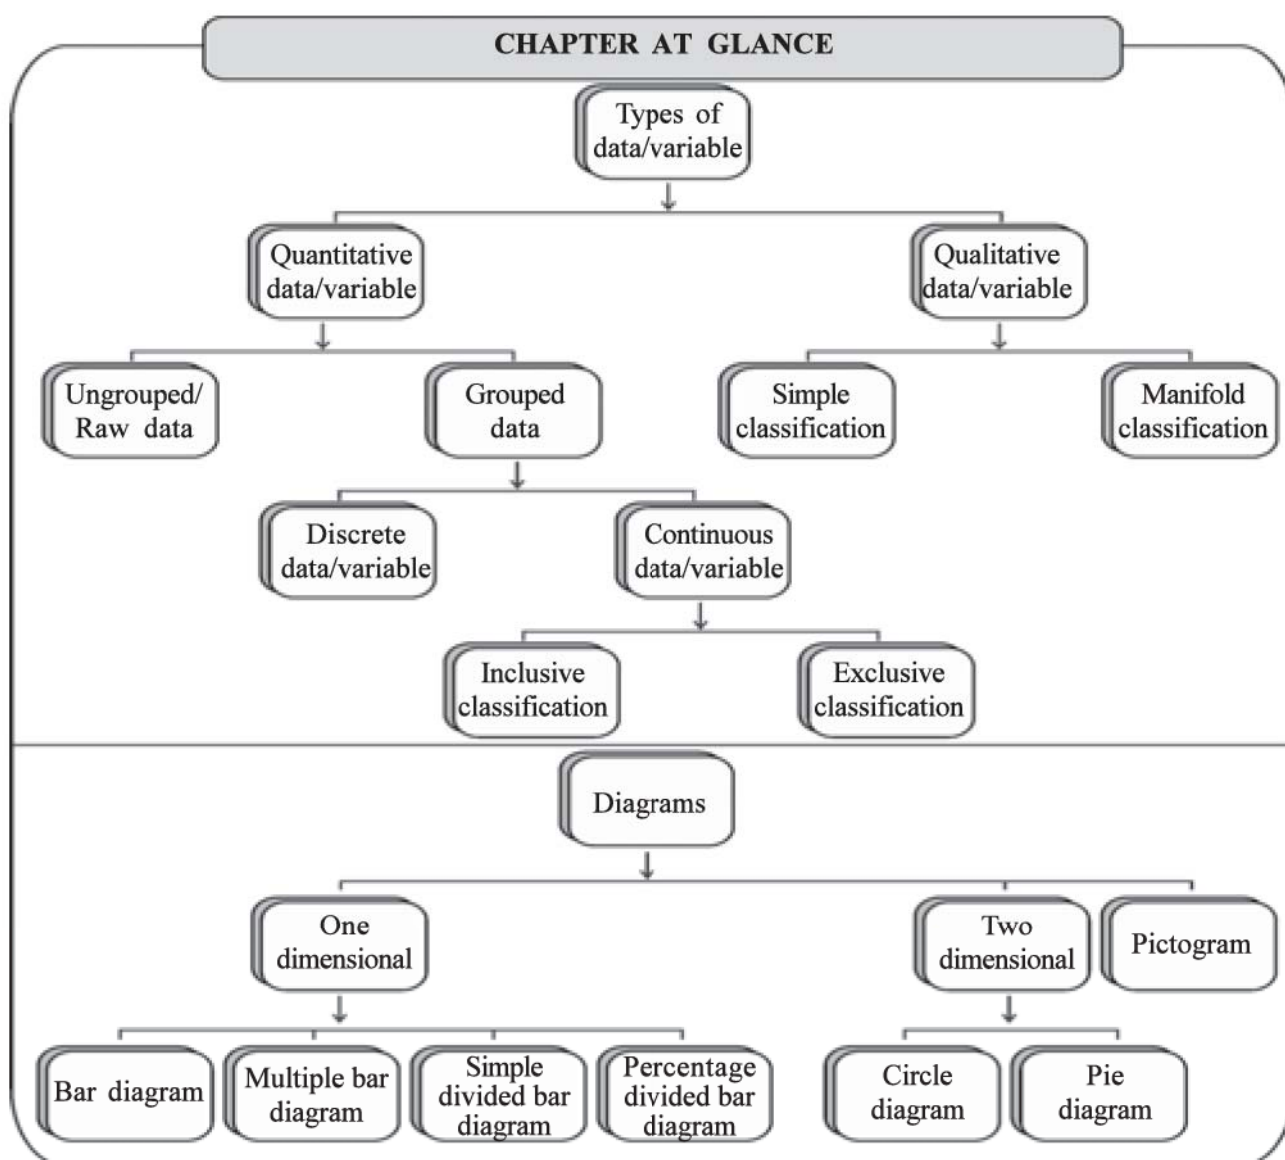 CHAPTER AT GLANCE
Types of
data/variable
Quantitative
data/variable
Qualitative
data/variable
Ungrouped/
Raw data
Grouped
data
Simple
classification
Manifold
classification
Discrete
data/variable
Continuous
data/variable
Inclusive
classification
Exclusive
classification
Diagrams
One
dimensional
Two
dimensional
Pictogram
Bar diagram
Multiple bar
diagram
Simple
divided bar
diagram
Percentage
divided bar
diagram
Circle
diagram
Pie
diagram